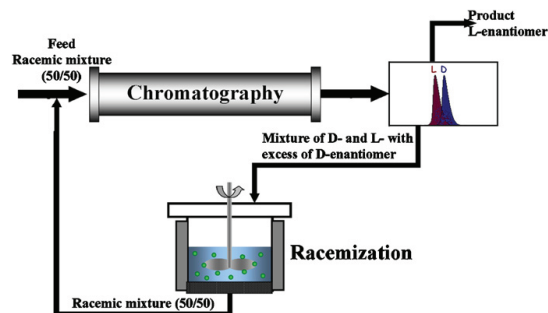 Product
L-enantiomer
Feed
Racemic mixture
(50/50)
Chromatography
L D
Mixture of D- and L- with
excess of D-enantiomer
Racemization
Racemic mixture (50/50)